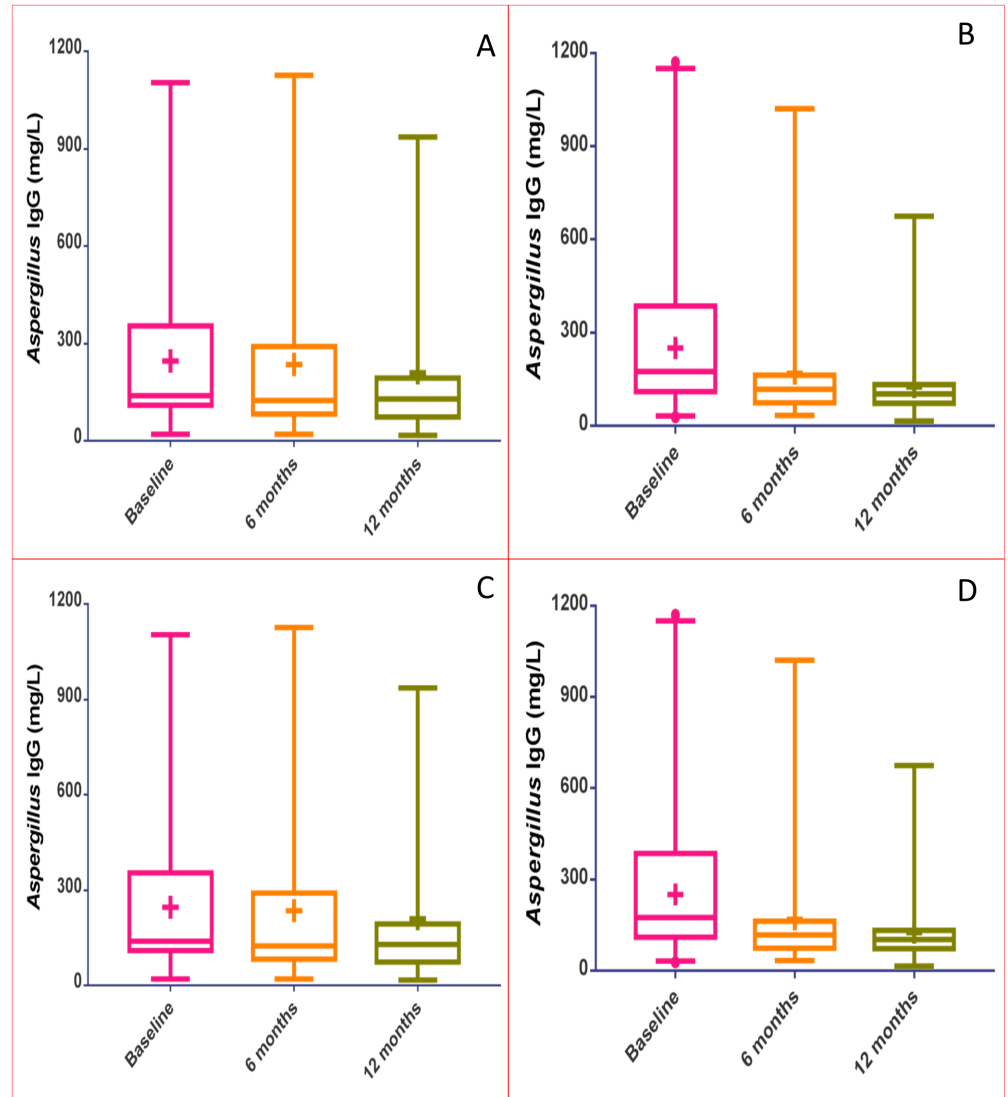 A
Aspergillus IgG (mg/L)
1200
900
600
300
0
Baseline
6 months
12 months
B
Aspergillus IgG (mg/L)
1200
900
600
300
0
Baseline
6 months
12 months
C
Aspergillus IgG (mg/L)
1200
900
600
300
0
Baseline
6 months
12 months
D
Aspergillus IgG (mg/L)
1200
900
600
300
0
Baseline
6 months
12 months